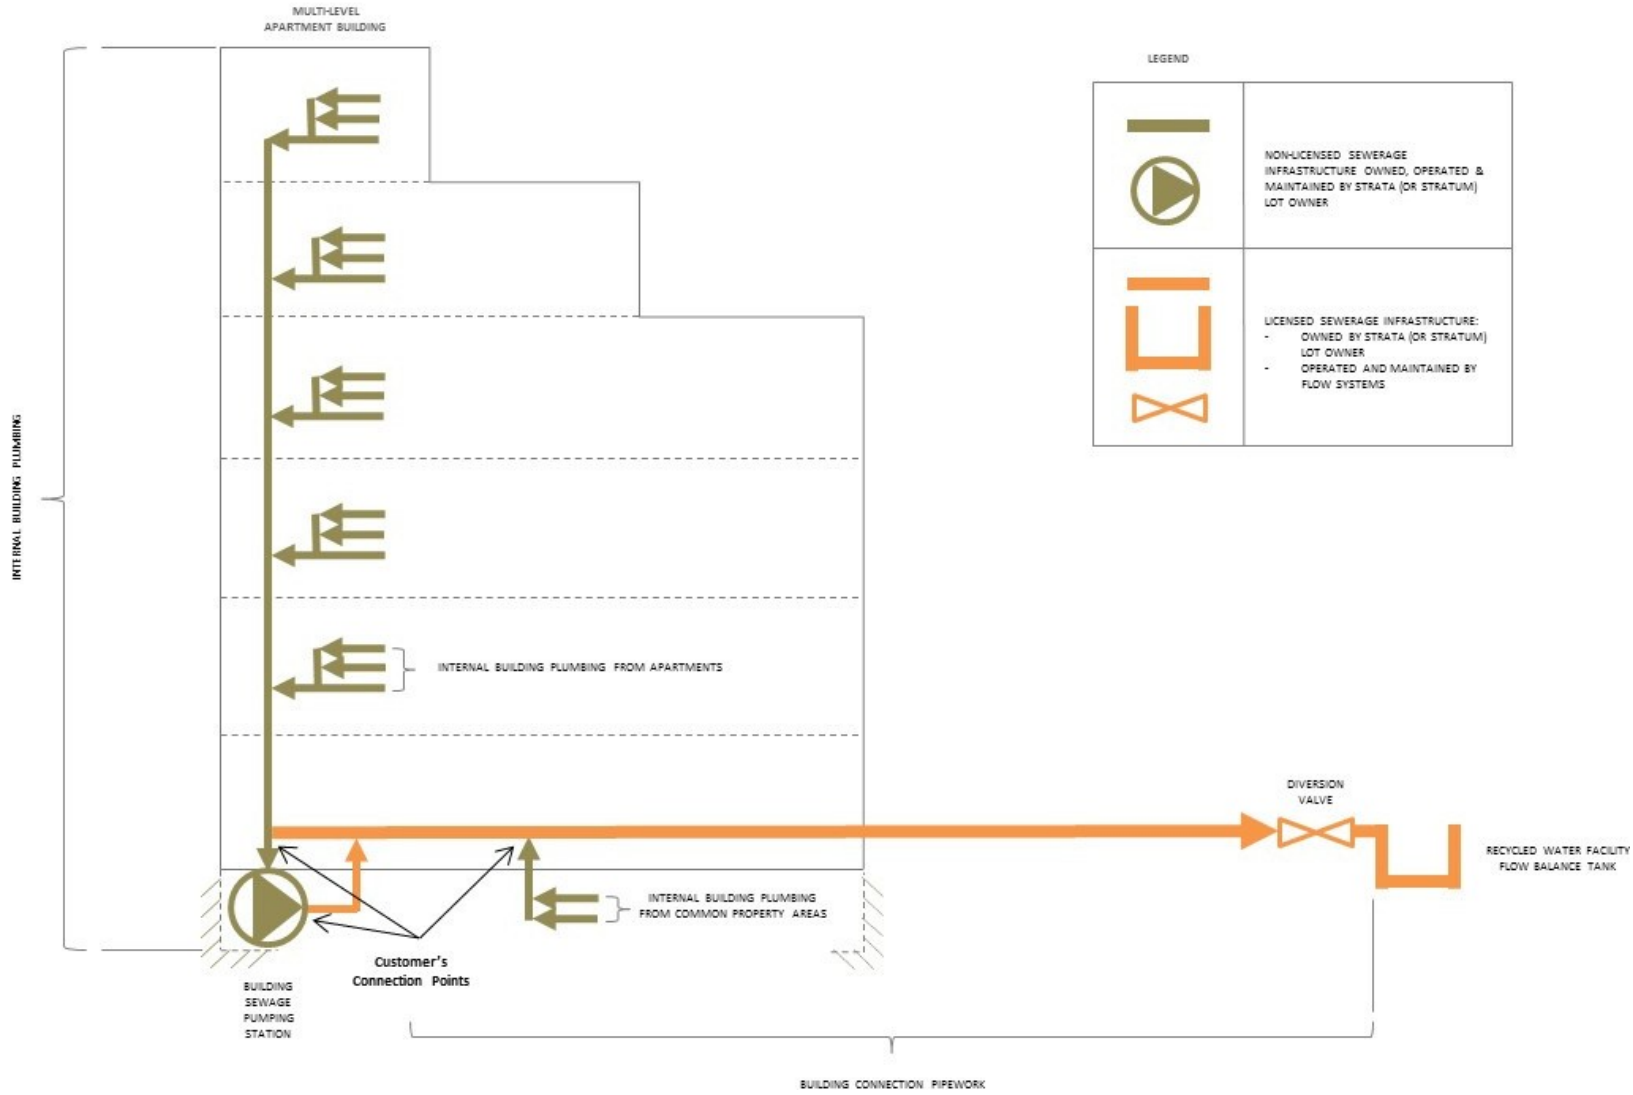 MULTI-LEVEL
APARTMENT BUILDING
LEGEND
NON-LICENSED SEWERAGE
INFRASTRUCTURE OWNED, OPERATED &
MAINTAINED BY STRATA (OR STRATUM)
LOT OWNER
LICENSED SEWERAGE INFRASTRUCTURE:
- OWNED BY STRATA (OR STRATUM)
LOT OWNER
- OPERATED AND MAINTAINED BY
FLOW SYSTEMS
INTERNAL BUILDING PLUMBING
INTERNAL BUILDING PLUMBING FROM APARTMENTS
DIVERSION
VALVE
RECYCLED WATER FACILITY
FLOW BALANCE TANK
INTERNAL BUILDING PLUMBING
FROM COMMON PROPERTY AREAS
Customer's
Connection Points
BUILDING
SEWAGE
PUMPING
STATION
BUILDING CONNECTION PIPEWORK